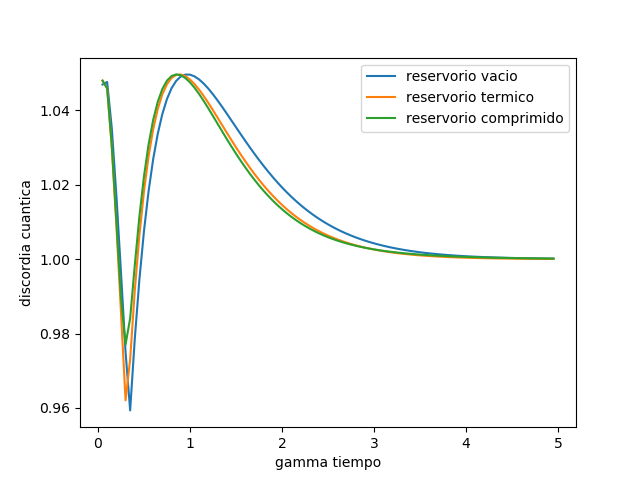 reservorio vacio
reservorio termico
reservorio comprimido
1.04
1.02
1.00
0.98
0.96
discordia cuantica
0 1 2 3 4 5
gamma tiempo